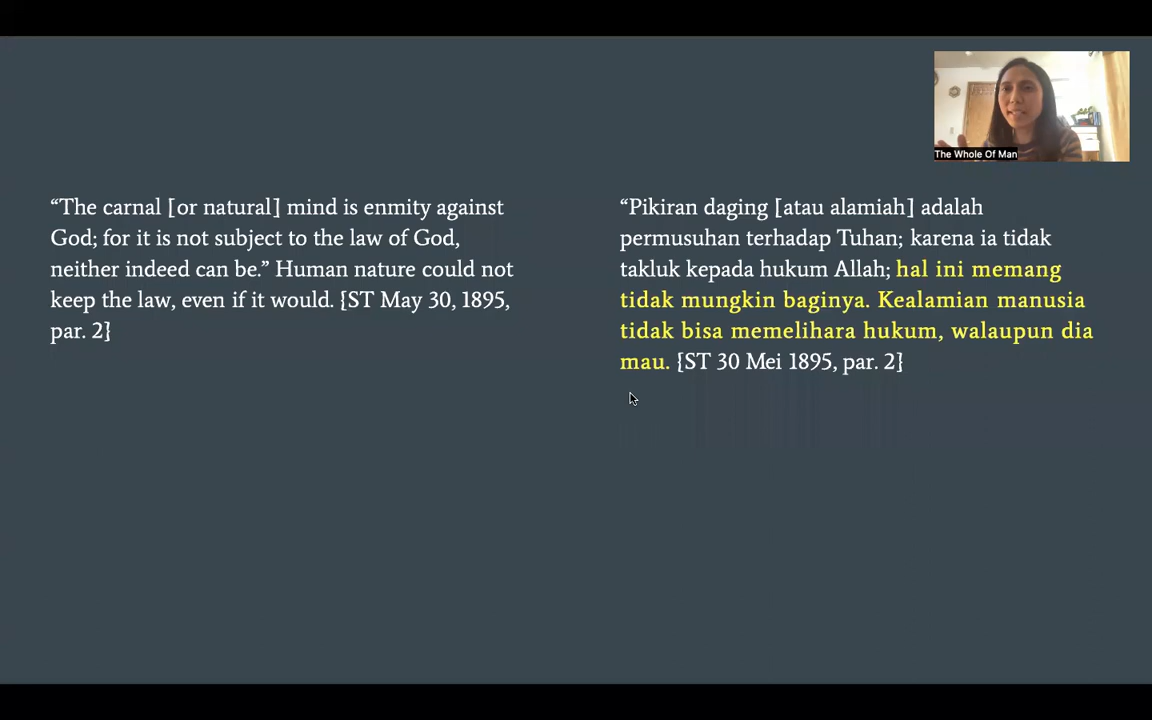 The Whole Of Man
“The carnal [or natural] mind is enmity against
God; for it is not subject to the law of God,
neither indeed can be.” Human nature could not
keep the law, even if it would. {ST May 30, 1895,
par. 2}
“Pikiran daging [atau alamiah] adalah
permusuhan terhadap Tuhan; karena ia tidak
takluk kepada hukum Allah; hal ini memang
tidak mungkin baginya. Kealamian manusia
tidak bisa memelihara hukum, walaupun dia
mau. {ST 30 Mei 1895, par. 2}